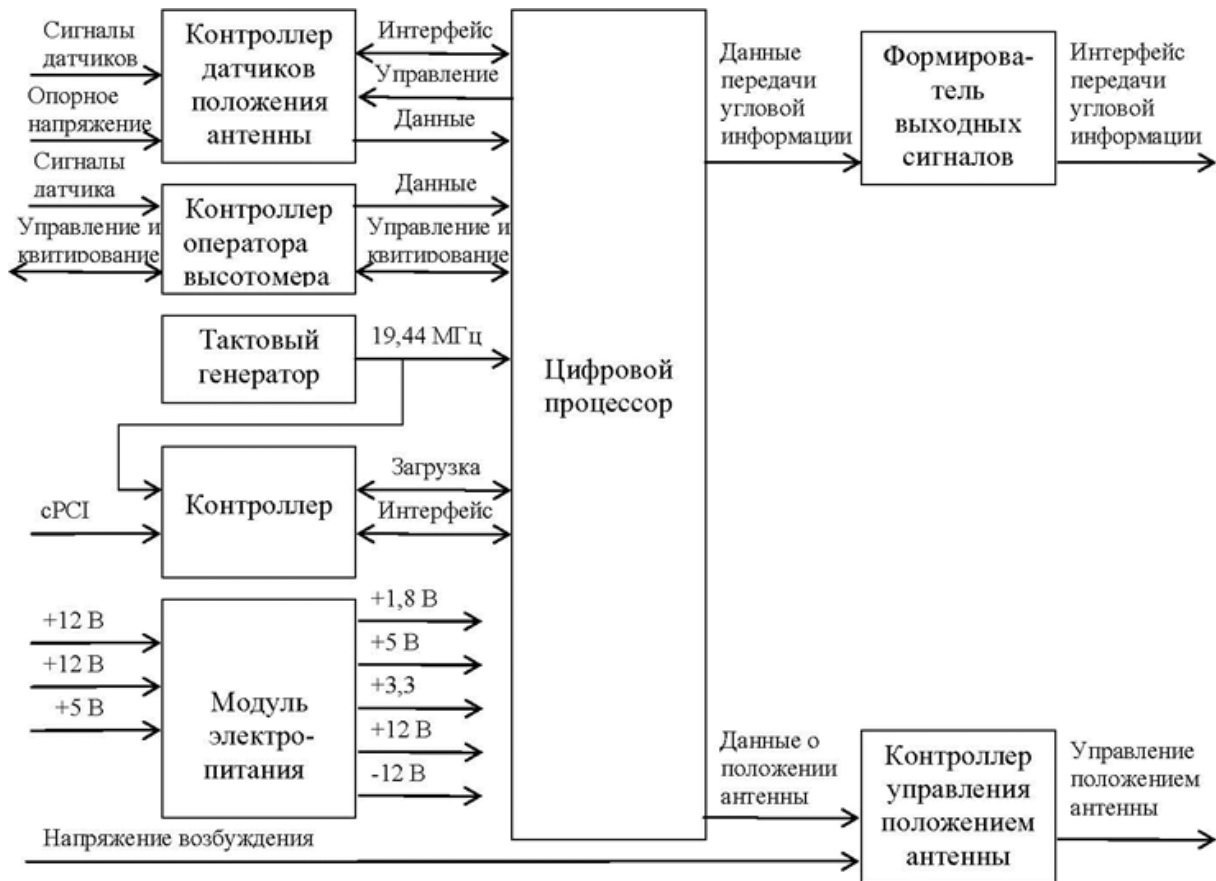 Сигналы
датчиков
Опорное
напряжение
Контроллер
датчиков
положения
антенны
Интерфейс
Управление
Данные
Сигналы
датчика
Управление и
квитирование
Контроллер
оператора
высотомера
Данные
Управление и
квитирование
Тактовый
генератор
19,44 МГц
cPCI
Контроллер
Загрузка
Интерфейс
+12 В
+12 В
+5 В
Модуль
электро-
питания
+1,8 В
+5 В
+3,3
+12 В
-12 В
Напряжение возбуждения
Цифровой
процессор
Данные
передачи
угловой
информации
Формирова-
тель
выходных
сигналов
Интерфейс
передачи
угловой
информации
Данные о
положении
антенны
Контроллер
управления
положением
антенны
Управление
положением
антенны